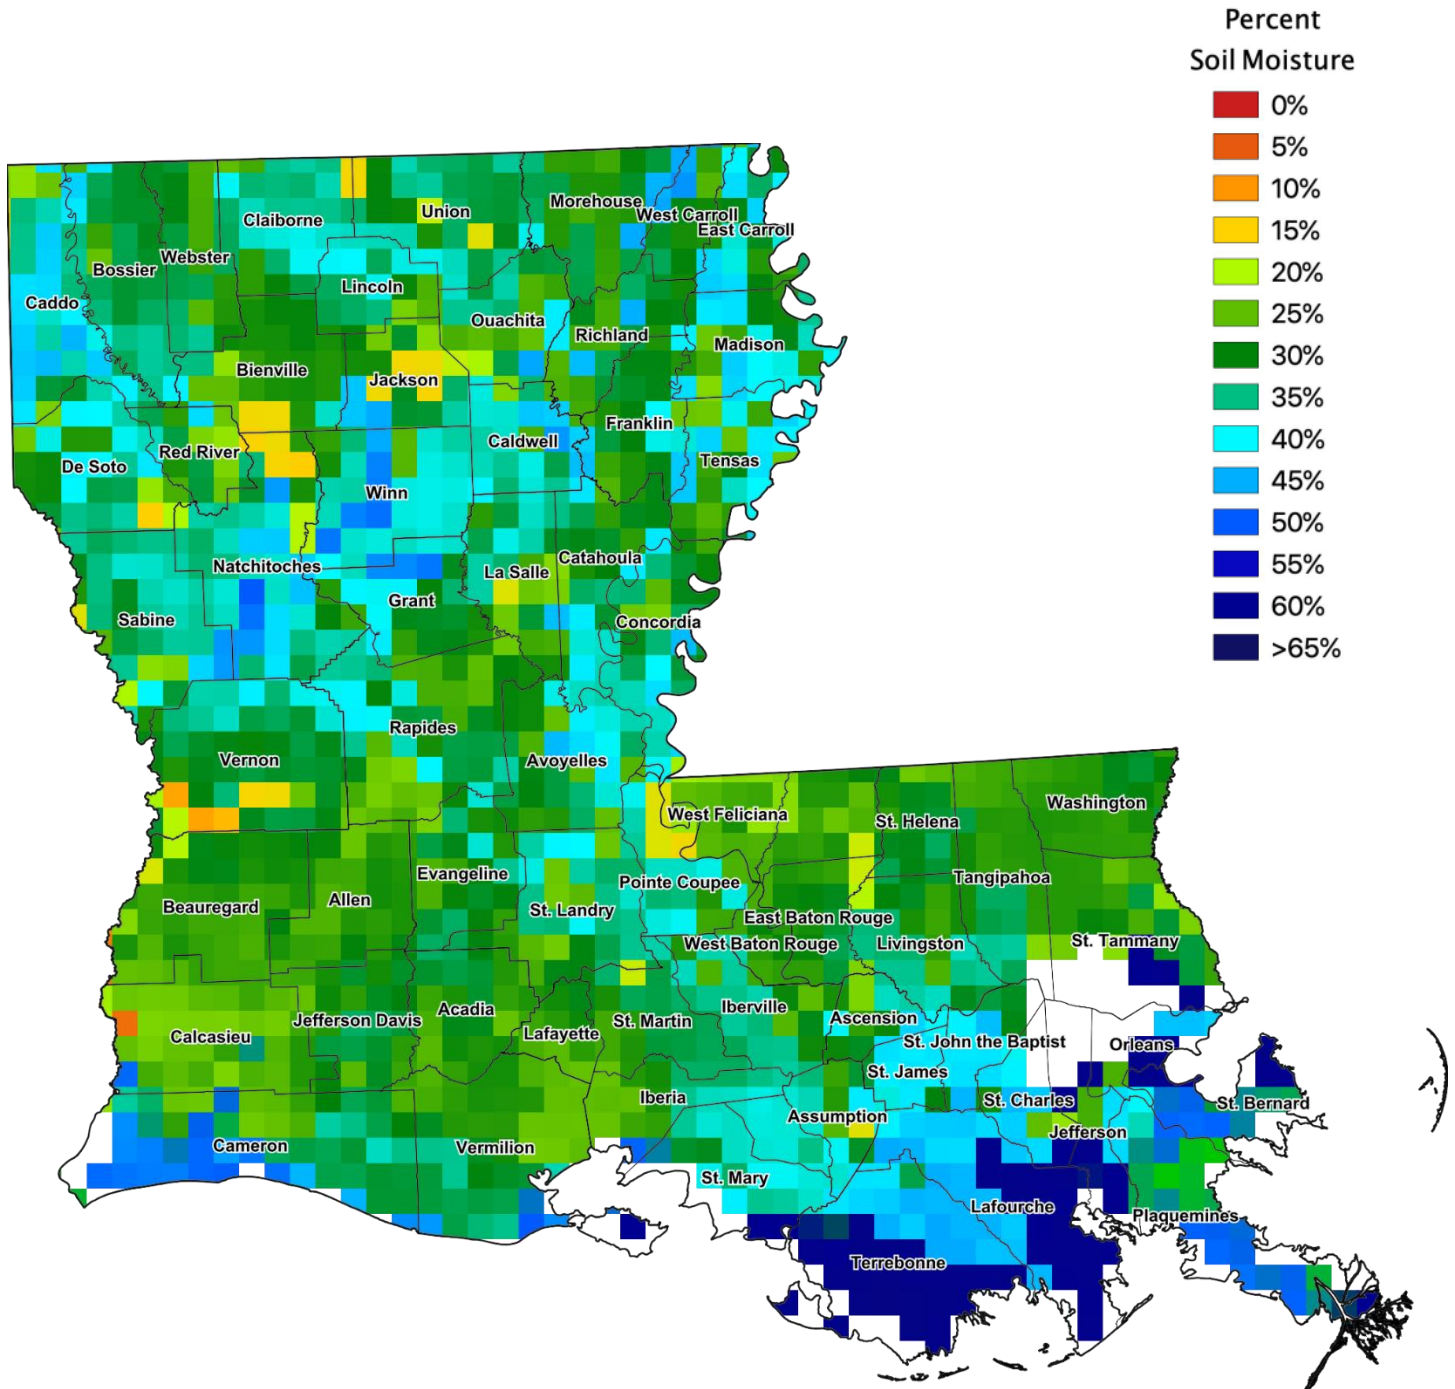 Percent
Soil Moisture
0%
5%
10%
15%
20%
25%
30%
35%
40%
45%
50%
55%
60%
>65%
Morehouse
Union
West Carroll
Claiborne
East Carroll
Webster
Bossier
Lincoln
Caddo
Ouachita
Richland
Madison
Bienville
Jackson
Franklin
Caldwell
Red River
Tensas
De Soto
Winn
Catahoula
Natchitoches
La Salle
Grant
Sabine
Concordia
Rapides
Vernon
Avoyelles
Washington
West Feliciana
St. Helena
Evangeline
Tangipahoa
Pointe Coupee
Allen
Beauregard
St. Landry
East Baton Rouge
West Baton Rouge
Livingston
St. Tammany
Iberville
Acadia
Ascension
Jefferson Davis
St. Martin
Lafayette
Calcasieu
St. John the Baptist
Orleans
St. James
Iberia
St. Charles
St. Bernard
Assumption
Jefferson
Cameron
Vermilion
St. Mary
Lafourche
Plaquemines
Terrebonne